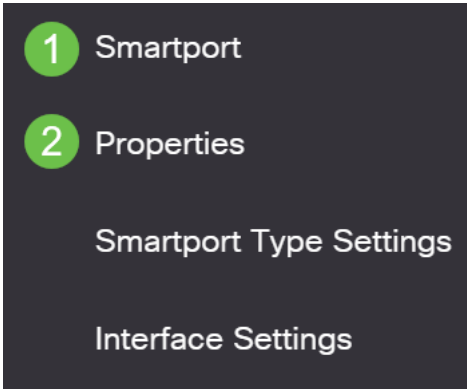 1 Smartport
2 Properties
Smartport Type Settings
Interface Settings